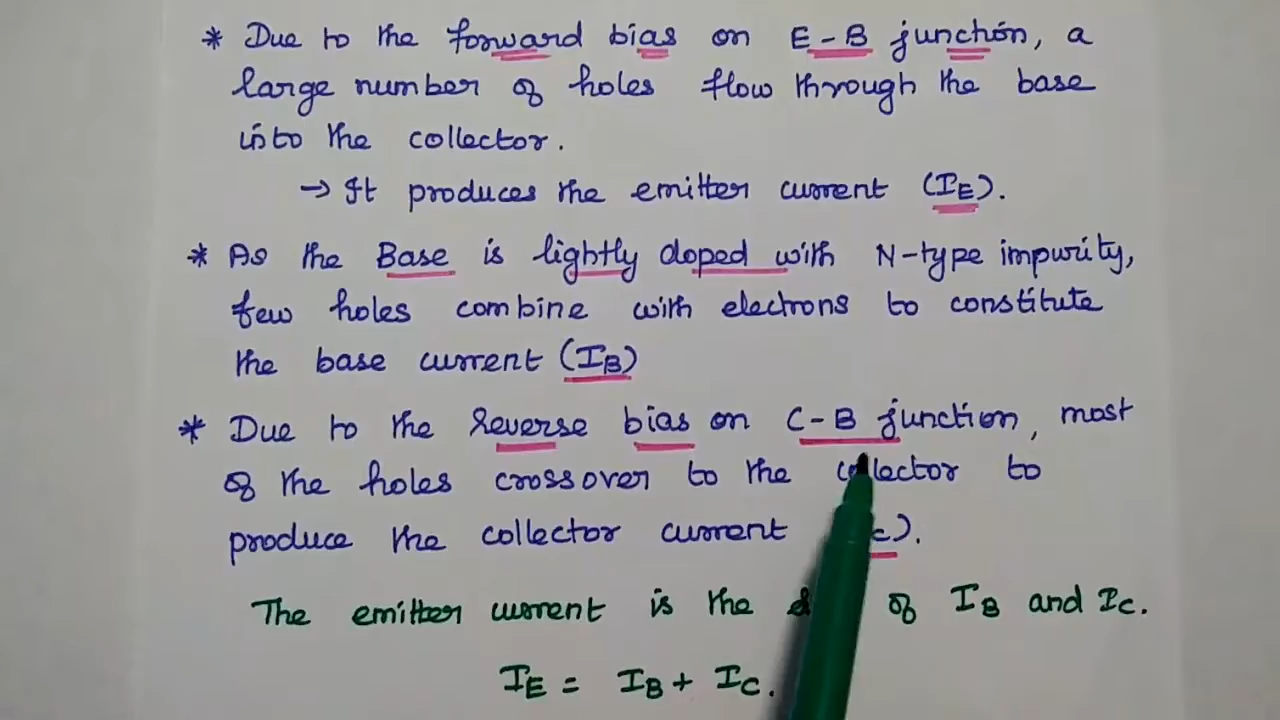 * Due to the forward bias on E-B junction, a
large number of holes flow through the base
into the collector.
→ It produces the emitter current (IE).
* As the Base is lightly doped with N-type impurity,
few holes combine with electrons to constitute
the base current (IB)
* Due to the Reverse bias on C-B junction, most
of the holes crossover to the collector to
produce the collector current c).
The emitter current is the of IB and IC.
IE = IB + IC.